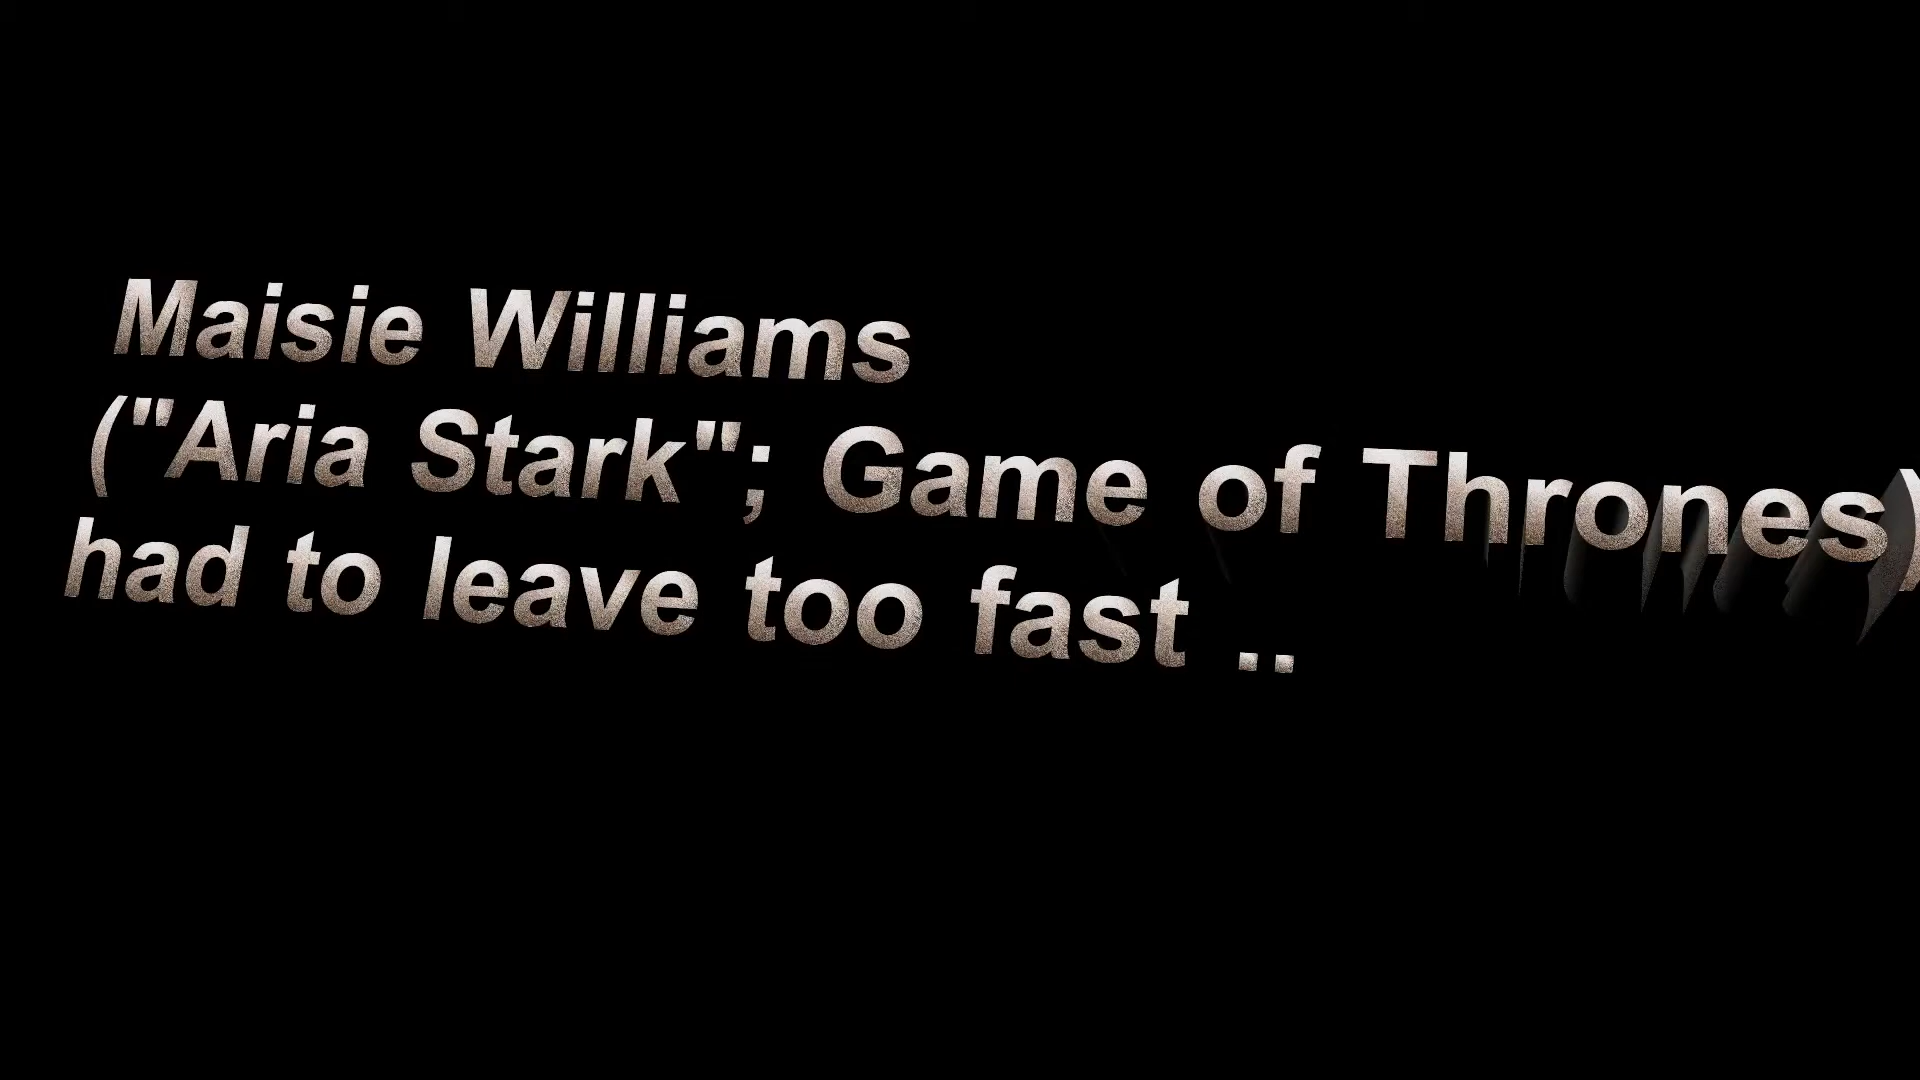 Maisie Williams
("Aria Stark"; Game of Thrones)
had to leave too fast ..